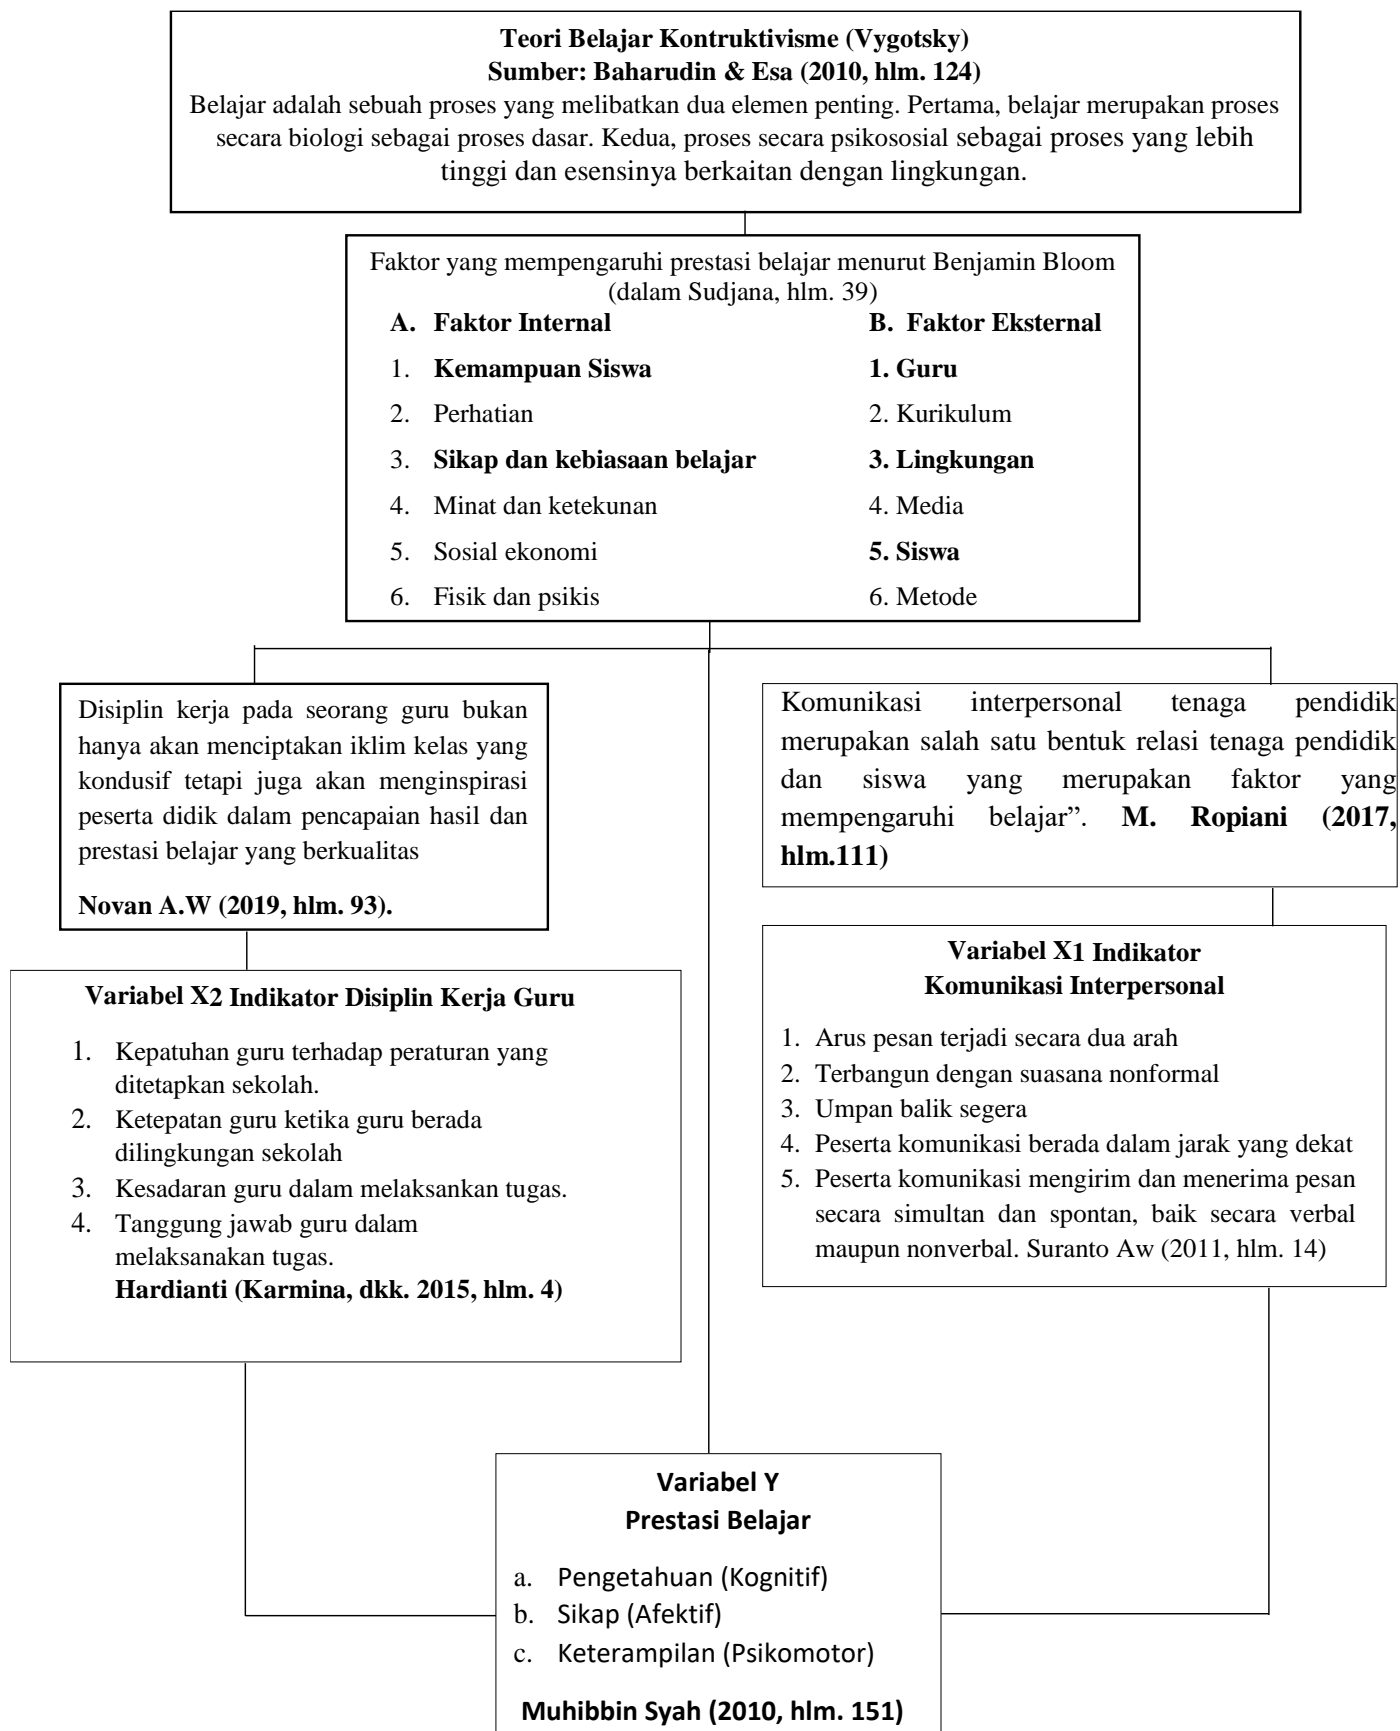 Teori Belajar Kontruktivisme (Vygotsky)
Sumber: Baharudin & Esa (2010, hlm. 124)
Belajar adalah sebuah proses yang melibatkan dua elemen penting. Pertama, belajar merupakan proses
secara biologi sebagai proses dasar. Kedua, proses secara psikososial sebagai proses yang lebih
tinggi dan esensinya berkaitan dengan lingkungan.
Faktor yang mempengaruhi prestasi belajar menurut Benjamin Bloom
(dalam Sudjana, hlm. 39)
A. Faktor Internal
1. Kemampuan Siswa
2. Perhatian
3. Sikap dan kebiasaan belajar
4. Minat dan ketekunan
5. Sosial ekonomi
6. Fisik dan psikis
B. Faktor Eksternal
1. Guru
2. Kurikulum
3. Lingkungan
4. Media
5. Siswa
6. Metode
Disiplin kerja pada seorang guru bukan
hanya akan menciptakan iklim kelas yang
kondusif tetapi juga akan menginspirasi
peserta didik dalam pencapaian hasil dan
prestasi belajar yang berkualitas
Novan A.W (2019, hlm. 93).
Komunikasi interpersonal tenaga pendidik
merupakan salah satu bentuk relasi tenaga pendidik
dan siswa yang merupakan faktor yang
mempengaruhi belajar”. M. Ropiani (2017,
hlm.111)
Variabel X2 Indikator Disiplin Kerja Guru
1. Kepatuhan guru terhadap peraturan yang
ditetapkan sekolah.
2. Ketepatan guru ketika guru berada
dilingkungan sekolah
3. Kesadaran guru dalam melaksankan tugas.
4. Tanggung jawab guru dalam
melaksanakan tugas.
Hardianti (Karmina, dkk. 2015, hlm. 4)
Variabel X1 Indikator
Komunikasi Interpersonal
1. Arus pesan terjadi secara dua arah
2. Terbangun dengan suasana nonformal
3. Umpan balik segera
4. Peserta komunikasi berada dalam jarak yang dekat
5. Peserta komunikasi mengirim dan menerima pesan
secara simultan dan spontan, baik secara verbal
maupun nonverbal. Suranto Aw (2011, hlm. 14)
Variabel Y
Prestasi Belajar
a. Pengetahuan (Kognitif)
b. Sikap (Afektif)
c. Keterampilan (Psikomotor)
Muhibbin Syah (2010, hlm. 151)